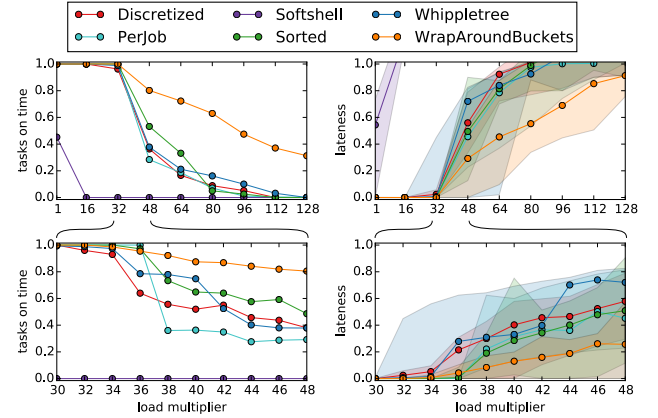 Discretized Softshell Whippletree
PerJob Sorted WrapAroundBuckets
tasks on time
1.0
0.8
0.6
0.4
0.2
0.0
1 16 32 48 64 80 96 112 128
lateness
1.0
0.8
0.6
0.4
0.2
0.0
1 16 32 48 64 80 96 112 128
tasks on time
1.0
0.8
0.6
0.4
0.2
0.0
30 32 34 36 38 40 42 44 46 48
load multiplier
lateness
1.0
0.8
0.6
0.4
0.2
0.0
30 32 34 36 38 40 42 44 46 48
load multiplier